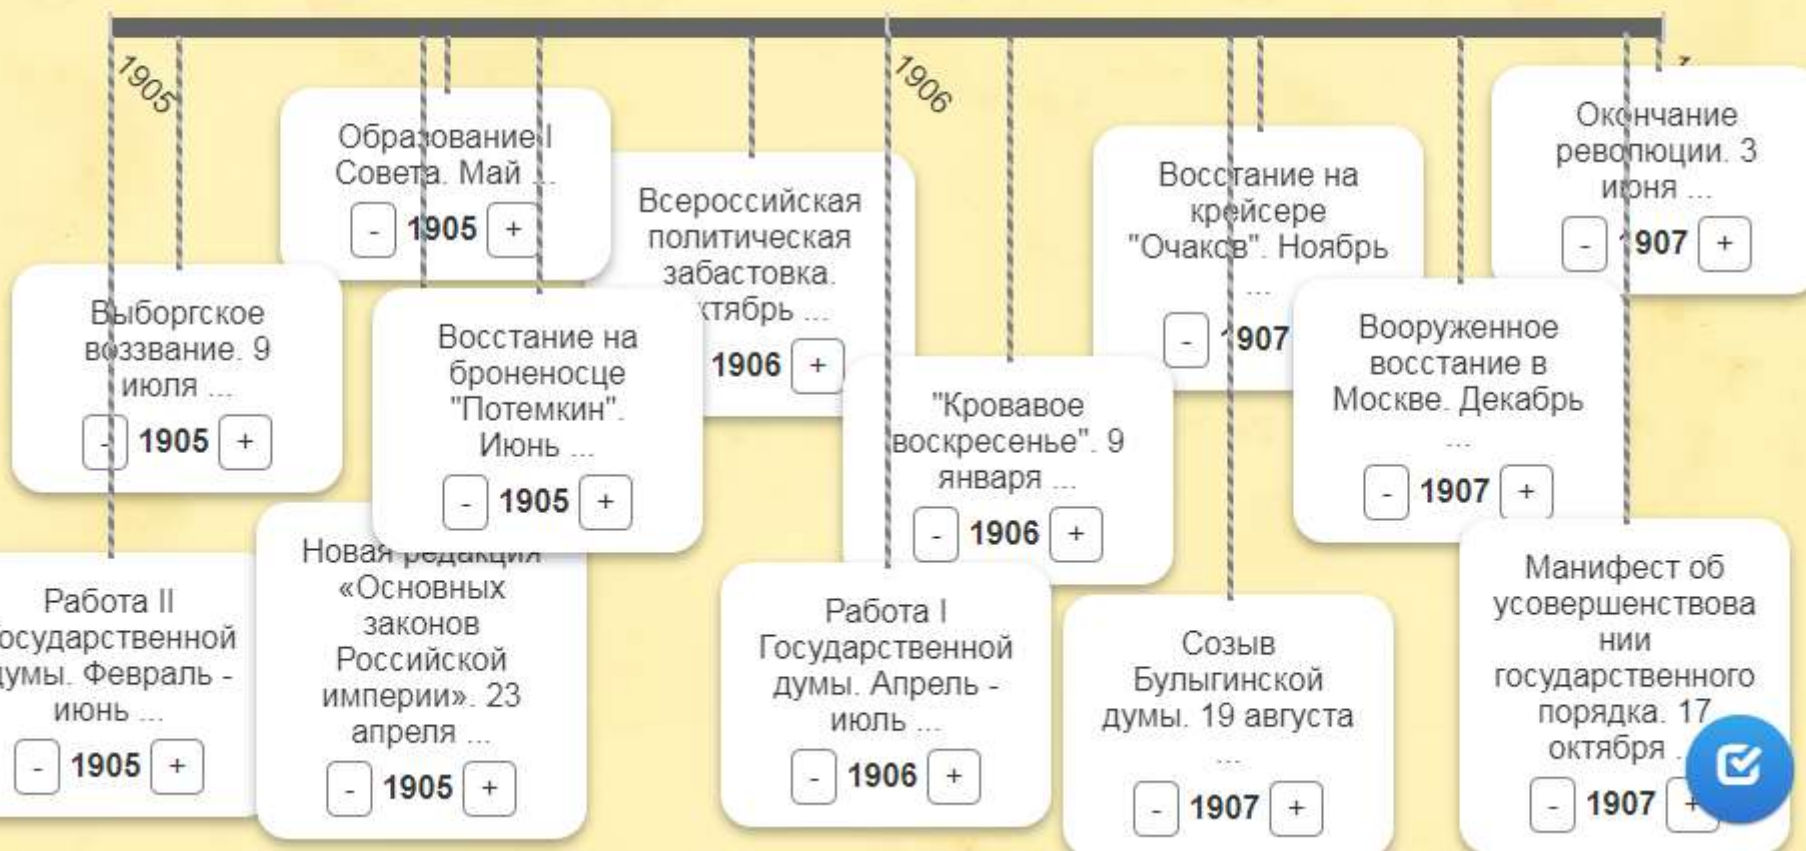 1905
1906
Образование I
Совета. Май ...
- 1905 +
Окончание
революции. 3
июня ...
- 1907 +
Всероссийская
политическая
забастовка.
ктябрь ...
1906 +
Восстание на
крейсере
"Очаков". Ноябрь
...
- 1907
Выборгское
воззвание. 9
июля ...
- 1905 +
Восстание на
броненосце
"Потемкин".
Июнь ...
- 1905 +
"Кровавое
воскресенье". 9
января ...
- 1906 +
Вооруженное
восстание в
Москве. Декабрь
...
- 1907 +
Работа II
осударственной
думы. Февраль -
июнь ...
- 1905 +
Новая редакция
«Основных
законов
Российской
империи». 23
апреля ...
- 1905 +
Работа I
Государственной
думы. Апрель -
июль ...
- 1906 +
Созыв
Булыгинской
думы. 19 августа
...
- 1907 +
Манифест об
усовершенствова
нии
государственного
порядка. 17
октября ..
- 1907 +